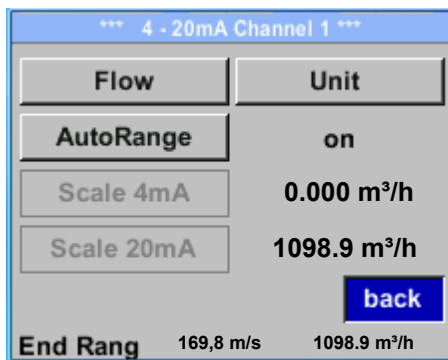 *** 4 - 20mA Channel 1 ***
Flow Unit
AutoRange on
Scale 4mA 0.000 m³/h
Scale 20mA 1098.9 m³/h
back
End Rang 169,8 m/s 1098.9 m³/h